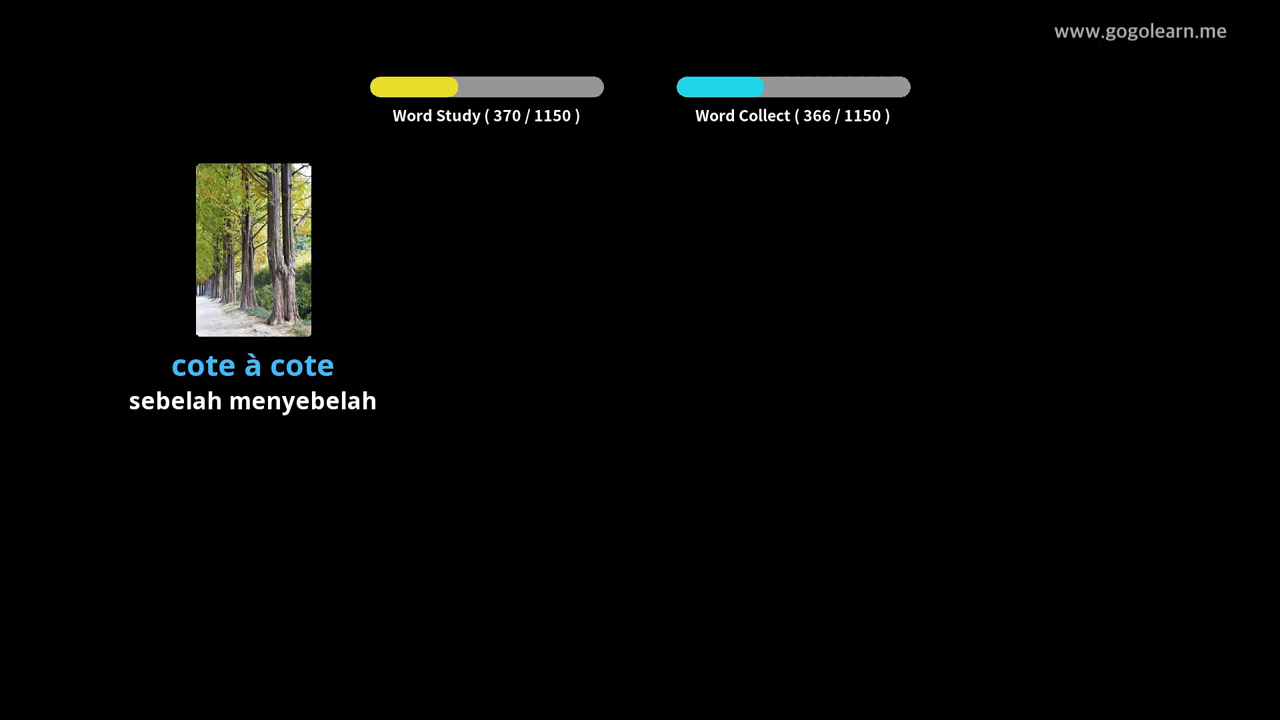 www.gogolearn.me
Word Study ( 370 / 1150 )
Word Collect ( 366 / 1150 )
cote à cote
sebelah menyebelah